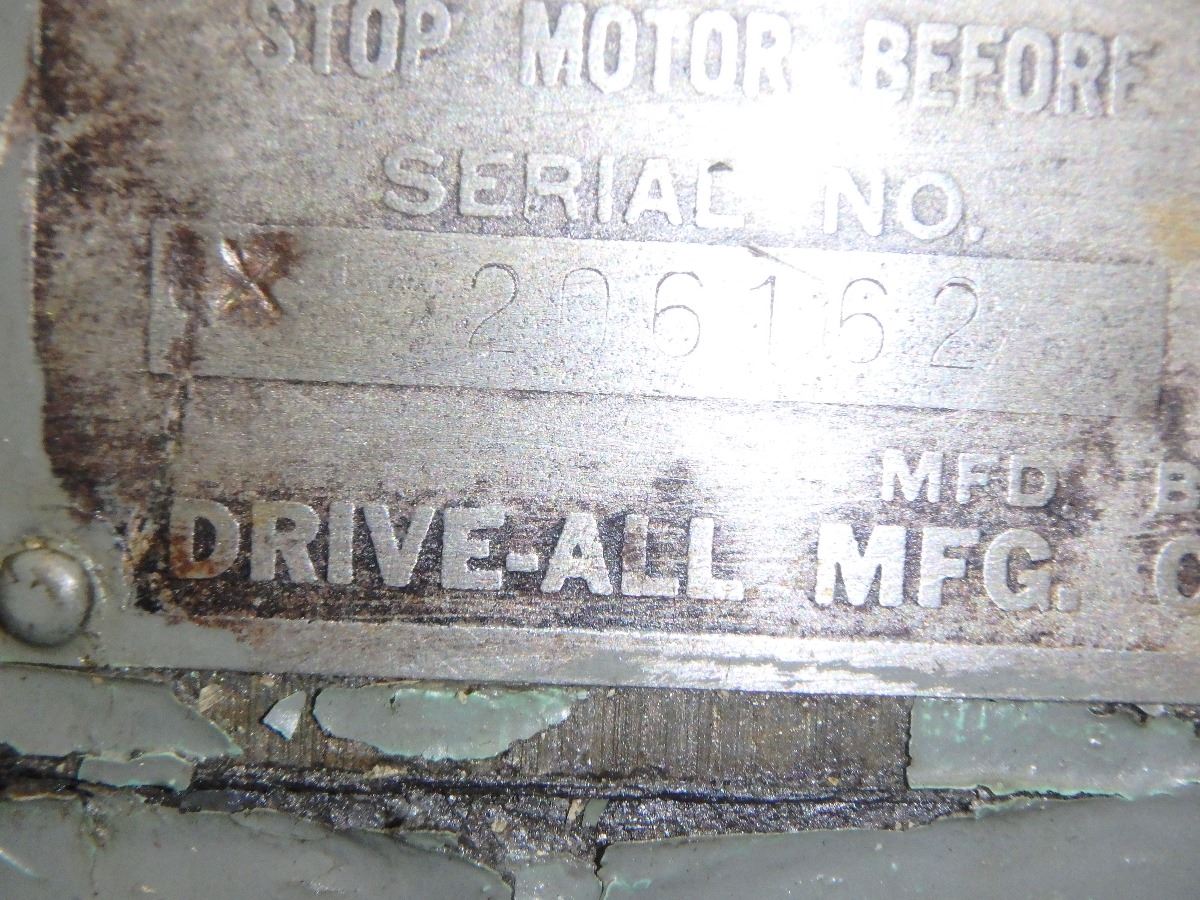 STOP MOTOR BEFORE
SERIAL NO.
X 206162
MFD. B
DRIVE-ALL MFG. C